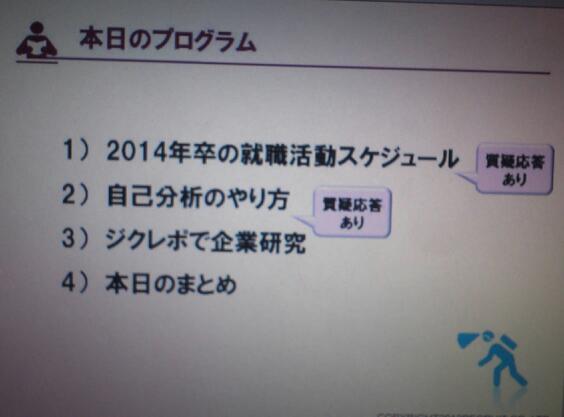 本日のプログラム
1） 2014年卒の就職活動スケジュール
質疑応答
あり
2） 自己分析のやり方
質疑応答
あり
3） ジクレポで企業研究
4） 本日のまとめ